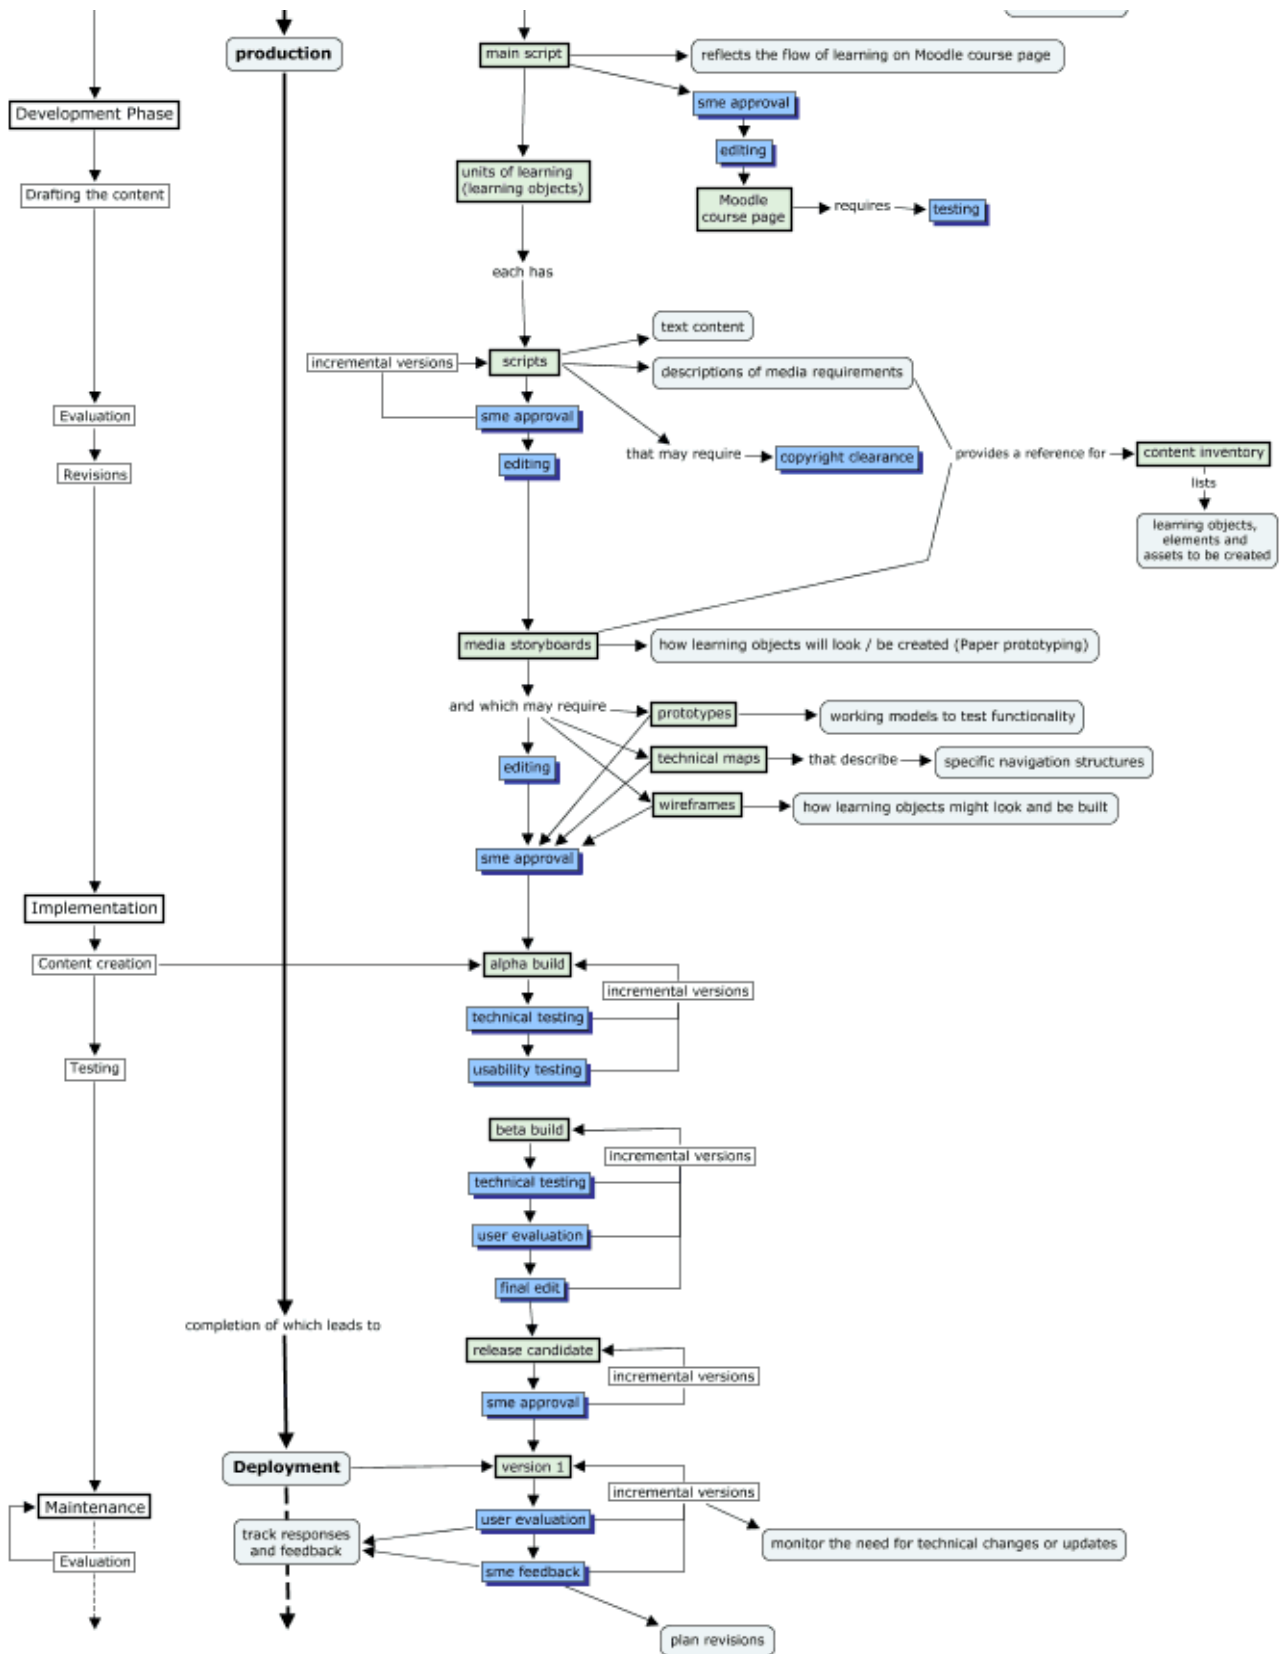 production
main script
reflects the flow of learning on Moodle course page
sme approval
Development Phase
editing
units of learning
(learning objects)
Drafting the content
Moodle
course page
requires
testing
each has
text content
incremental versions
scripts
descriptions of media requirements
Evaluation
sme approval
that may require
copyright clearance
provides a reference for
content inventory
editing
Revisions
lists
learning objects,
elements and
assets to be created
media storyboards
how learning objects will look / be created (Paper prototyping)
and which may require
prototypes
working models to test functionality
editing
technical maps
that describe
specific navigation structures
wireframes
how learning objects might look and be built
sme approval
Implementation
Content creation
alpha build
incremental versions
technical testing
Testing
usability testing
beta build
incremental versions
technical testing
user evaluation
final edit
completion of which leads to
release candidate
incremental versions
sme approval
Deployment
version 1
incremental versions
Maintenance
user evaluation
track responses
and feedback
monitor the need for technical changes or updates
Evaluation
sme feedback
plan revisions